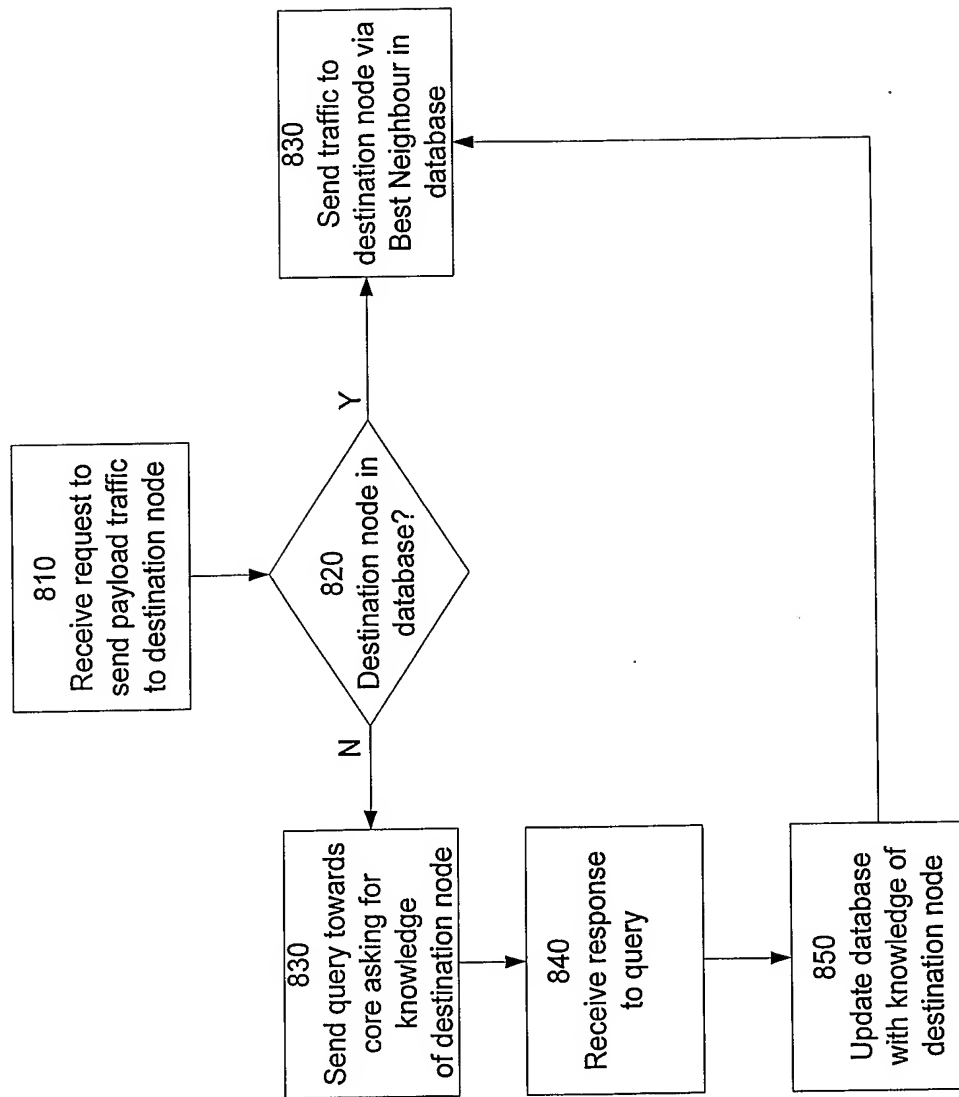 810
Receive request to
send payload traffic
to destination node
820
Destination node in
database?
Y
N
830
Send traffic to
destination node via
Best Neighbour in
database
830
Send query towards
core asking for
knowledge
of destination node
840
Receive response
to query
850
Update database
with knowledge of
destination node